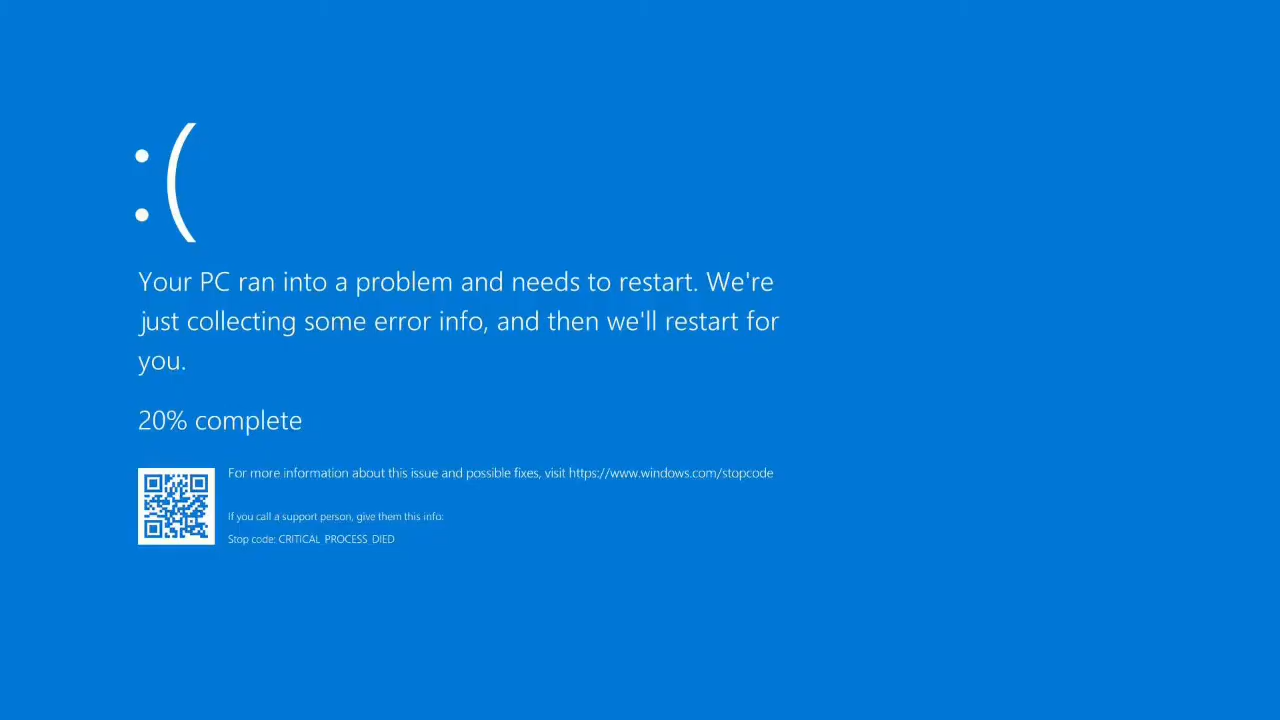 :(
Your PC ran into a problem and needs to restart. We're
just collecting some error info, and then we'll restart for
you.
20% complete
For more information about this issue and possible fixes, visit https://www.windows.com/stopcode
If you call a support person, give them this info:
Stop code: CRITICAL_PROCESS_DIED